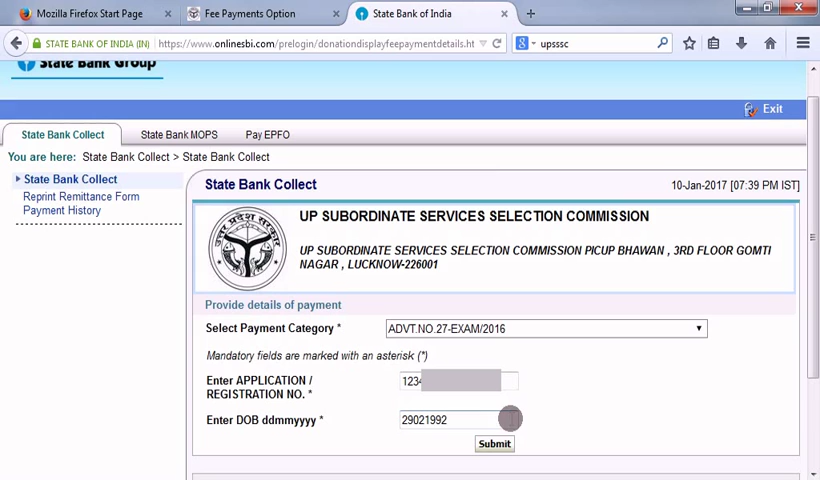 Mozilla Firefox Start Page
Fee Payments Option
State Bank of India
STATE BANK OF INDIA (IN)
https://www.onlinesbi.com/prelogin/donationdisplayfeepaymentdetails.ht
upsssc
State Bank Group
Exit
State Bank Collect
State Bank MOPS
Pay EPFO
You are here: State Bank Collect > State Bank Collect
State Bank Collect
Reprint Remittance Form
Payment History
State Bank Collect
10-Jan-2017 [07:39 PM IST]
UP SUBORDINATE SERVICES SELECTION COMMISSION
UP SUBORDINATE SERVICES SELECTION COMMISSION PICUP BHAWAN , 3RD FLOOR GOMTI
NAGAR , LUCKNOW-226001
Provide details of payment
Select Payment Category *
ADVT.NO.27-EXAM/2016
Mandatory fields are marked with an asterisk (*)
Enter APPLICATION /
REGISTRATION NO. *
1234
Enter DOB ddmmyyyy *
29021992
Submit